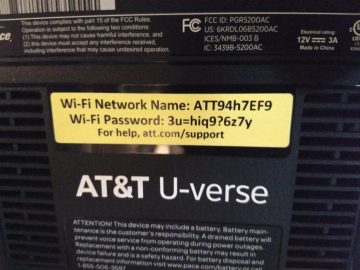 This device complies with part 15 of the FCC Rules.
Operation is subject to the following two conditions:
(1) This device may not cause harmful interference, and
(2) this device must accept any interference received,
including interference that may cause undesired operation.
FCC ID: PGR5200AC
US: 6KRDL06B5200AC
ICES/NMB-003 B
IC: 3439B-5200AC
Electrical rating:
12V 3A
Made in China
Wi-Fi Network Name: ATT94h7EF9
Wi-Fi Password: 3u=hiq9?6z7y
For help, att.com/support
AT&T U-verse
ATTENTION! This device may include a battery. Battery main-
tenance is the customer's responsibility. A drained battery will
prevent voice service from operating during power outages.
Replacement with a non-conforming battery may result in
device failure and is a safety hazard. For battery disposal and
replacement information visit www.pace.com/battery or call
1-855-506-3597